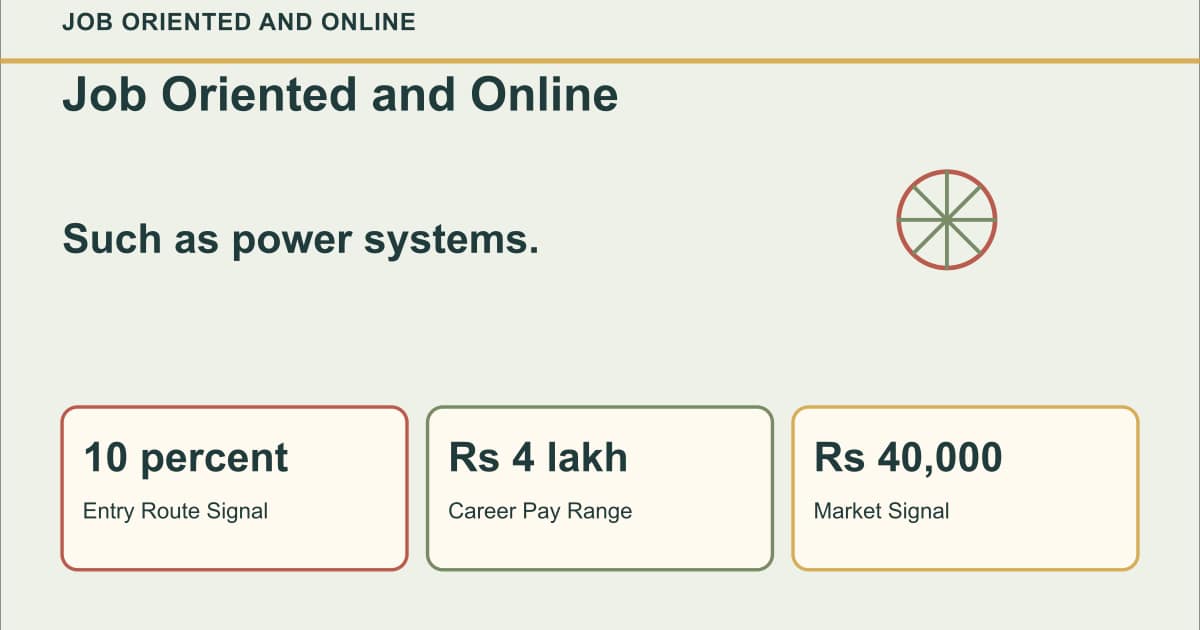 JOB ORIENTED AND ONLINE
Job Oriented and Online
Such as power systems.
10 percent
Entry Route Signal
Rs 4 lakh
Career Pay Range
Rs 40,000
Market Signal